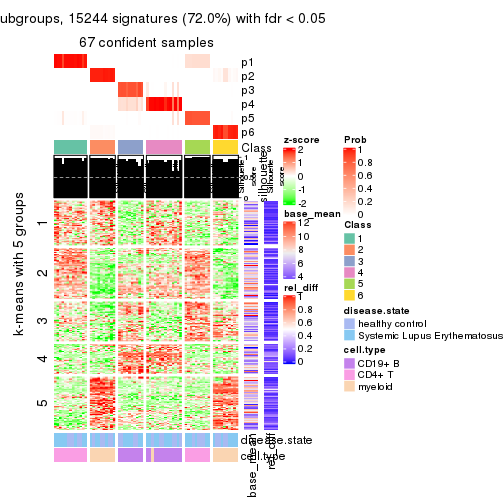 ubgroups, 15244 signatures (72.0%) with fdr < 0.05
67 confident samples
p1
p2
p3
p4
p5
p6
Class
1
0
Silhouette
score
silhouette
k-means with 5 groups
1
2
3
4
5
disease.state
cell.type
base_mean
rel_diff
z-score
2
1
0
-1
-2
base_mean
12
10
8
6
4
rel_diff
1
0.8
0.6
0.4
0.2
0
Prob
1
0.8
0.6
0.4
0.2
0
Class
1
2
3
4
5
6
disease.state
healthy control
Systemic Lupus Erythematosus
cell.type
CD19+ B
CD4+ T
myeloid